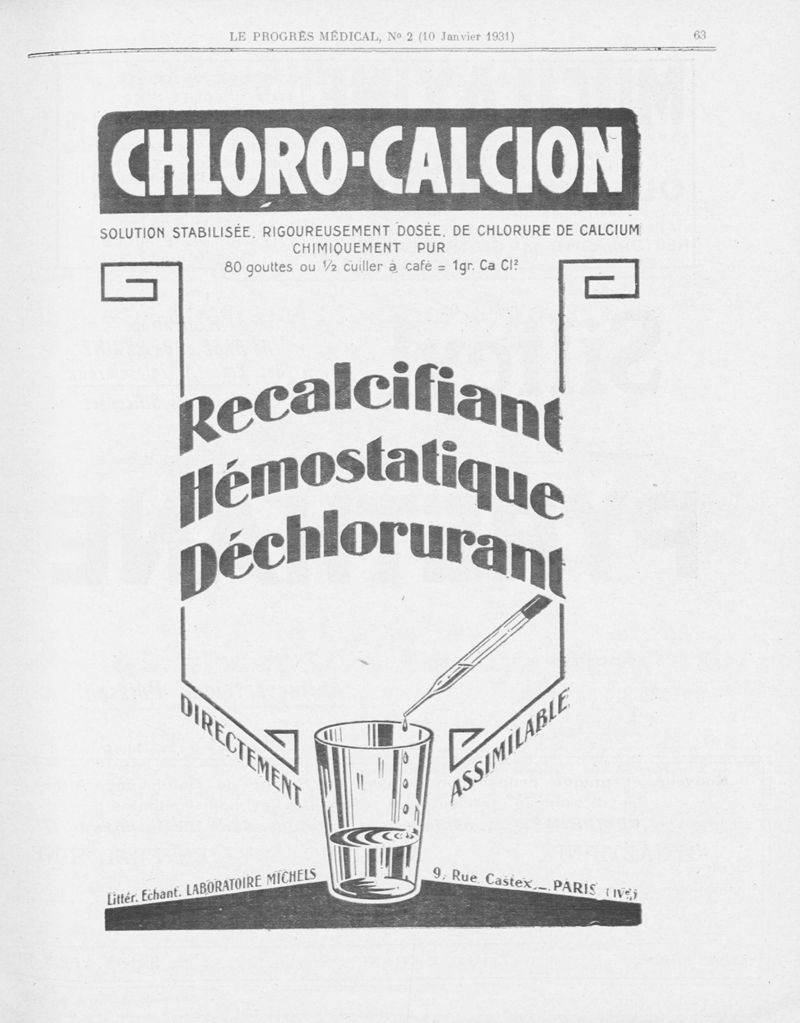 LE PROGRÈS MÉDICAL, No 2 (10 Janvier 1931) 63
CHLORO-CALCION
SOLUTION STABILISÉE, RIGOUREUSEMENT DOSÉE, DE CHLORURE DE CALCIUM
CHIMIQUEMENT PUR
80 gouttes ou 1/2 cuiller à café = 1gr. Ca Cl²
Recalcifiant
Hémostatique
Déchlorurant
DIRECTEMENT
ASSIMILABLE
Littér. Echant. LABORATOIRE MICHELS
9, Rue Castex_ PARIS (IVe)